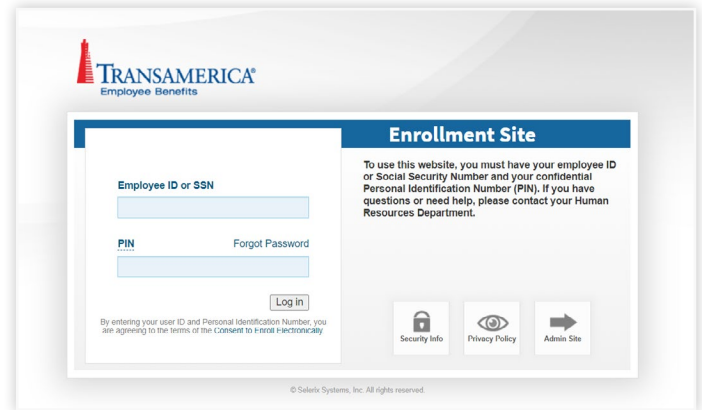 TRANSAMERICA®
Employee Benefits
Enrollment Site
To use this website, you must have your employee ID
or Social Security Number and your confidential
Personal Identification Number (PIN). If you have
questions or need help, please contact your Human
Resources Department.
Employee ID or SSN
PIN
Forgot Password
Log in
By entering your user ID and Personal Identification Number, you
are agreeing to the terms of the Consent to Enroll Electronically
Security Info
Privacy Policy
Admin Site
© Selerix Systems, Inc. All rights reserved.